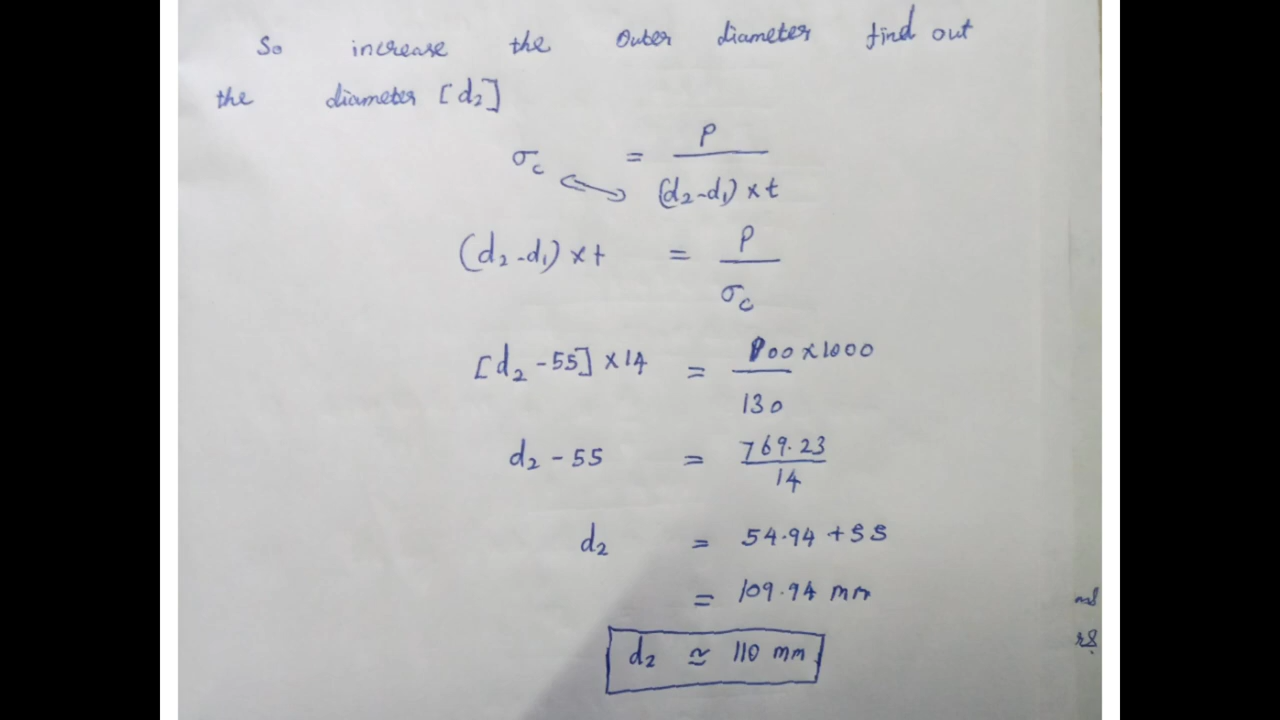 So increase the Outer diameter find out
the diameter [d₂]
σc = P / (d₂-d₁) × t
(d₂-d₁) × t = P / σc
[d₂-55] × 14 = 100 × 1000 / 130
d₂ - 55 = 769.23 / 14
d₂ = 54.94 + 55
= 109.94 mm
d₂ ≃ 110 mm